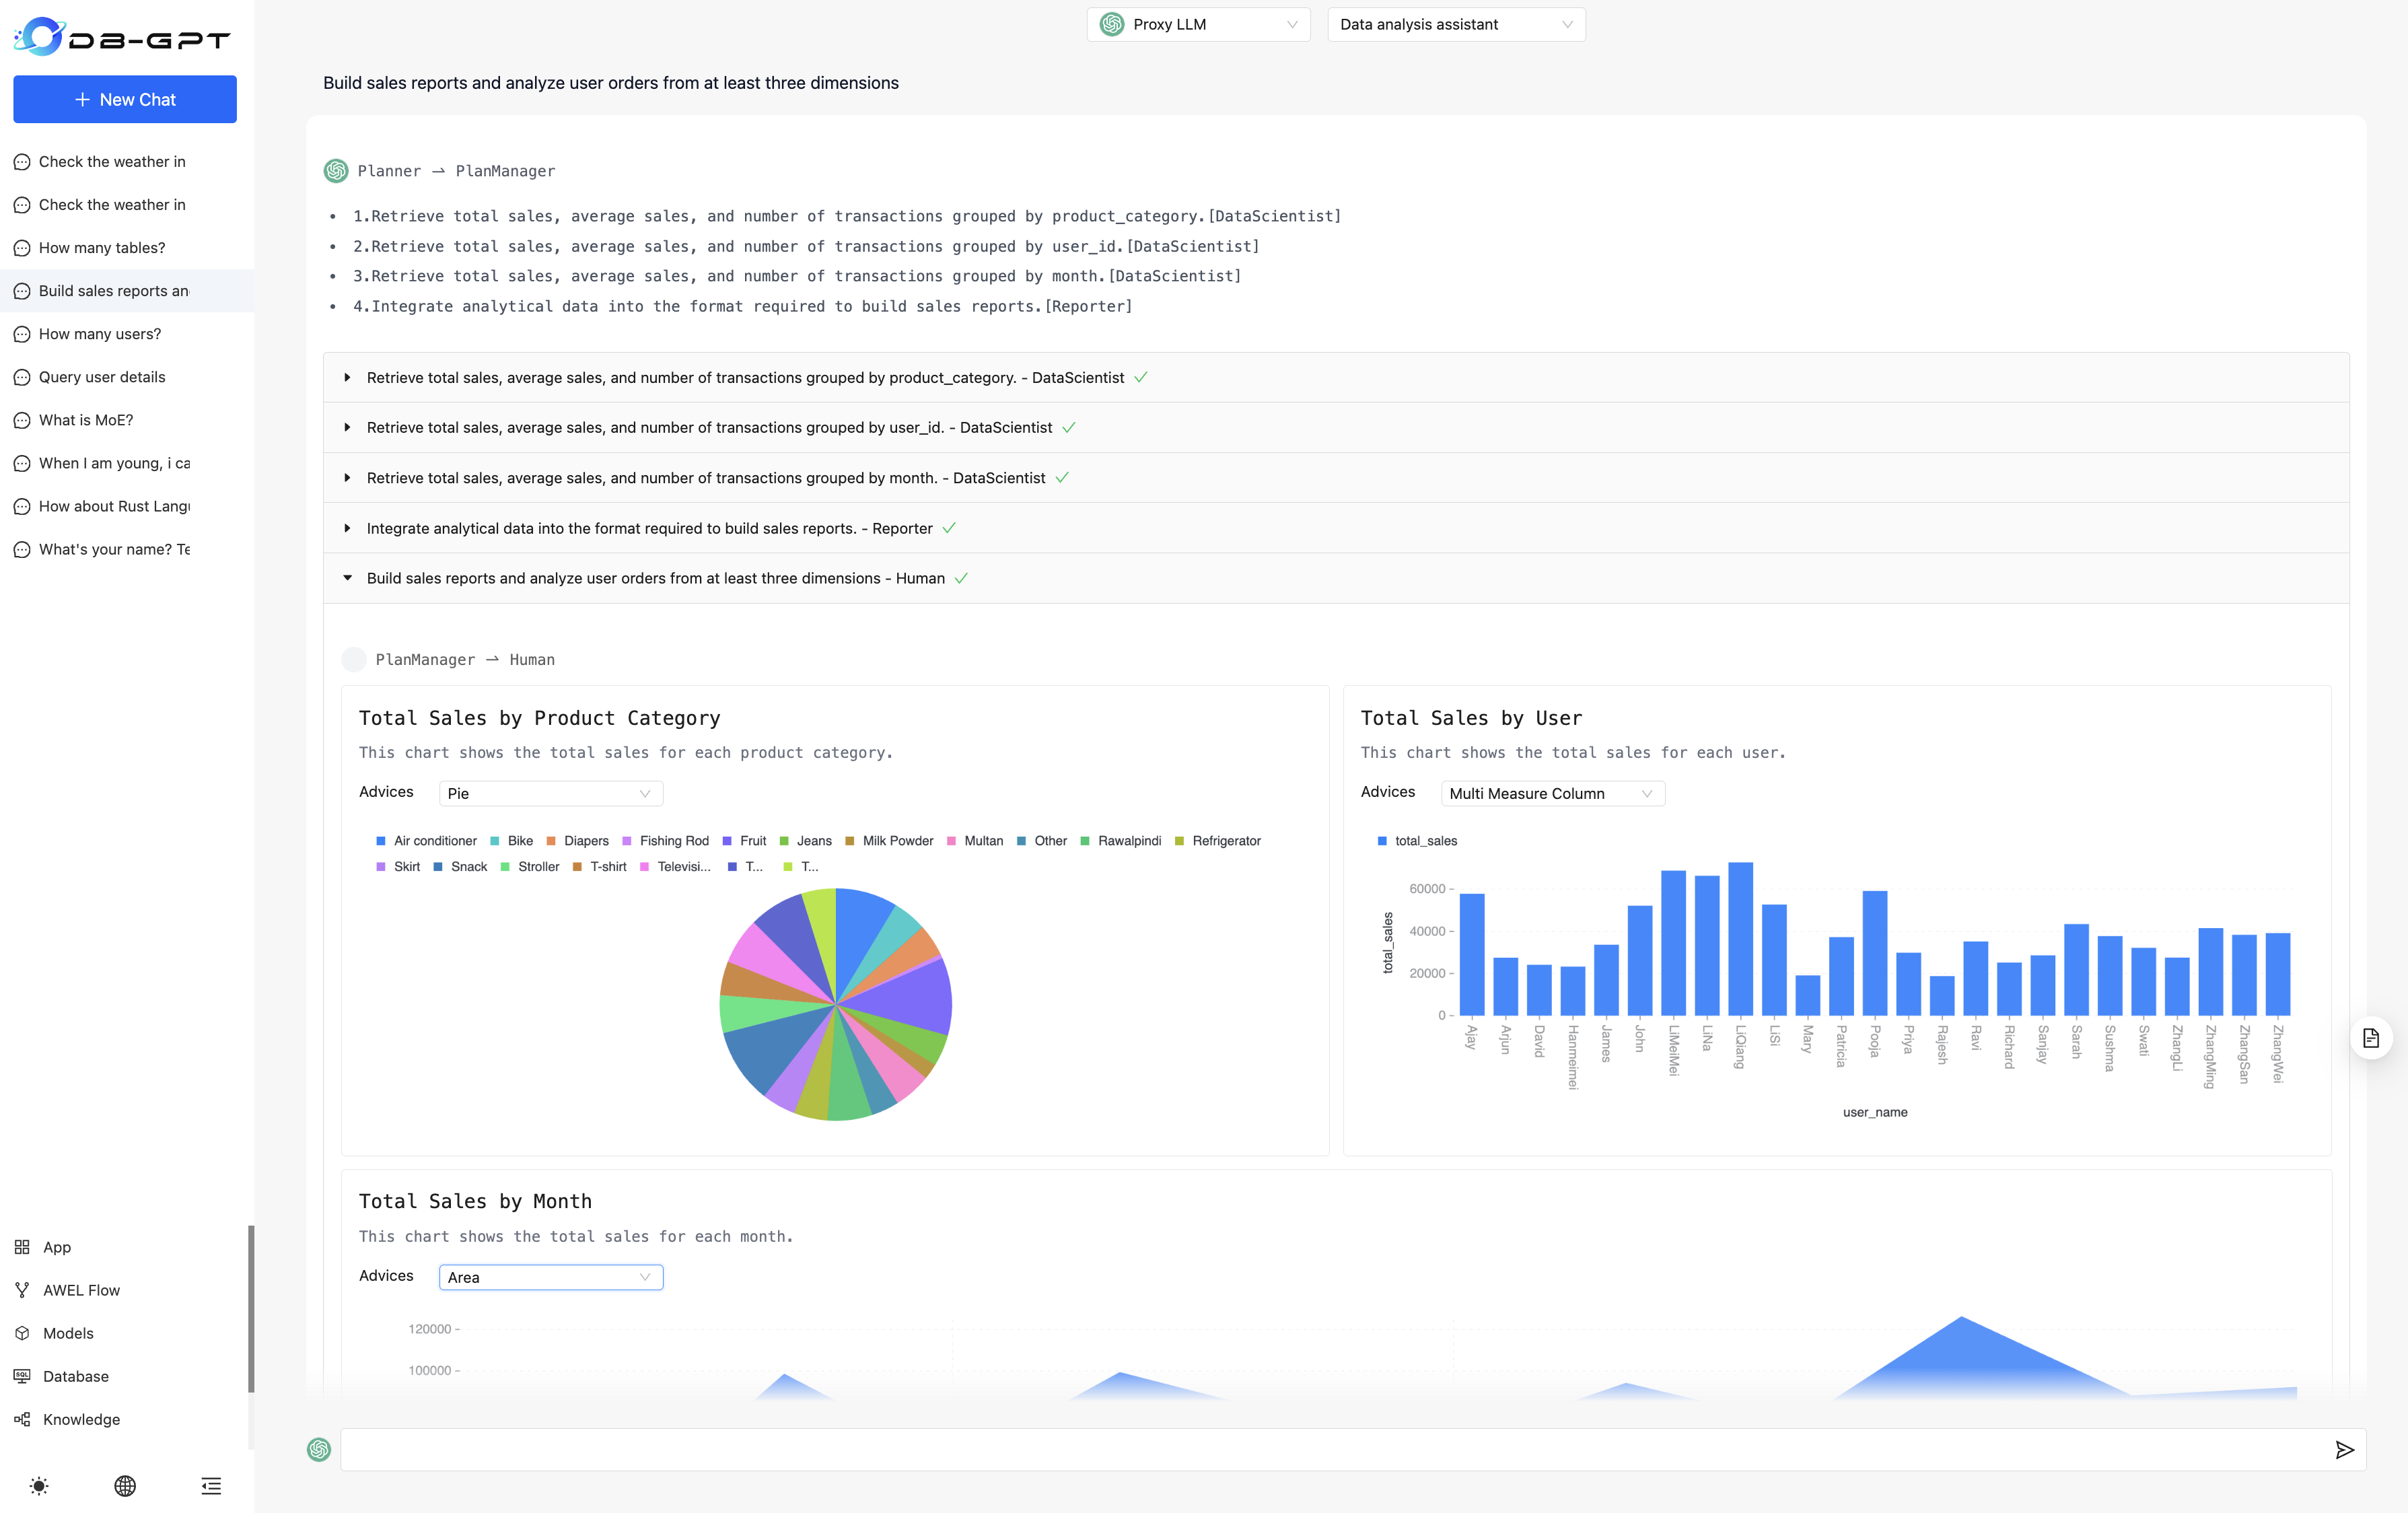 DB-GPT
Proxy LLM
Data analysis assistant
New Chat
Check the weather in
Check the weather in
How many tables?
Build sales reports an
How many users?
Query user details
What is MoE?
When I am young, i ca
How about Rust Langu
What's your name? Te
App
AWEL Flow
Models
SQL
Database
Knowledge
Build sales reports and analyze user orders from at least three dimensions
Planner → PlanManager
• 1.Retrieve total sales, average sales, and number of transactions grouped by product_category.[DataScientist]
• 2.Retrieve total sales, average sales, and number of transactions grouped by user_id.[DataScientist]
• 3.Retrieve total sales, average sales, and number of transactions grouped by month.[DataScientist]
• 4.Integrate analytical data into the format required to build sales reports.[Reporter]
Retrieve total sales, average sales, and number of transactions grouped by product_category. - DataScientist
Retrieve total sales, average sales, and number of transactions grouped by user_id. - DataScientist
Retrieve total sales, average sales, and number of transactions grouped by month. - DataScientist
Integrate analytical data into the format required to build sales reports. - Reporter
Build sales reports and analyze user orders from at least three dimensions - Human
PlanManager → Human
Total Sales by Product Category
This chart shows the total sales for each product category.
Advices
Pie
Air conditioner Bike Diapers Fishing Rod Fruit Jeans Milk Powder Multan Other Rawalpindi Refrigerator
Skirt Snack Stroller T-shirt Televisi... T... T...
Total Sales by User
This chart shows the total sales for each user.
Advices
Multi Measure Column
total_sales
60000
40000
20000
0
total_sales
Ajay
Arjun
David
Hanmeimei
James
John
LiMeiMei
LiNa
LiQiang
LiSi
Mary
Patricia
Pooja
Priya
Rajesh
Ravi
Richard
Sanjay
Sarah
Sushma
Swati
ZhangLi
ZhangMing
ZhangSan
ZhangWei
user_name
Total Sales by Month
This chart shows the total sales for each month.
Advices
Area
120000
100000